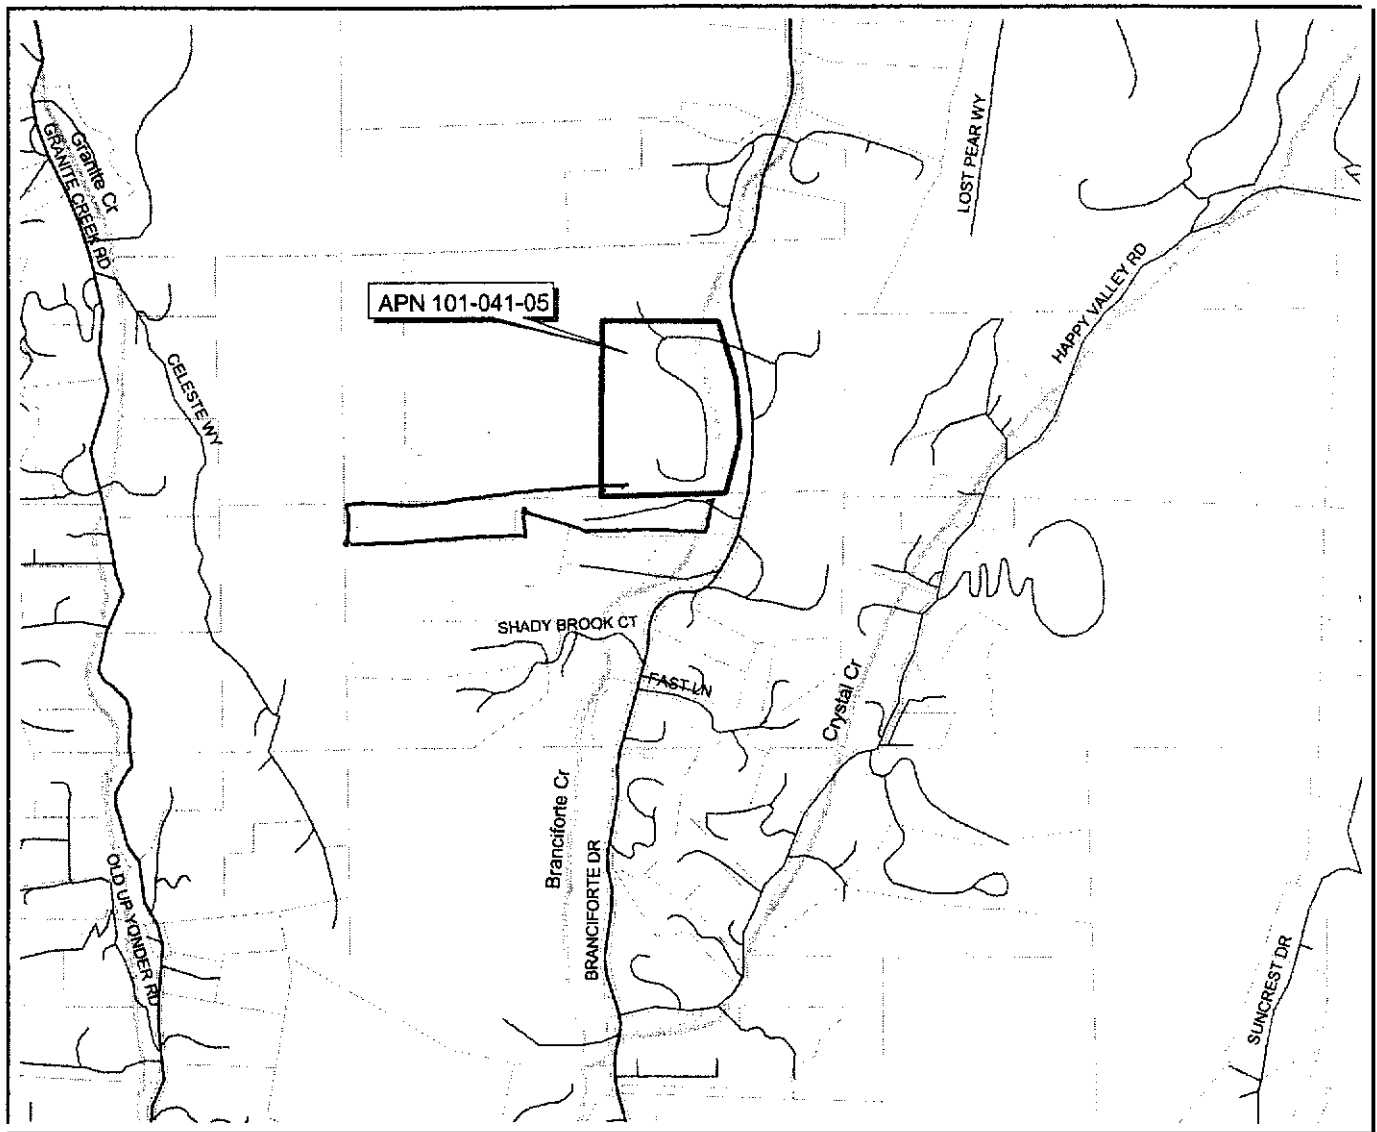 Granite Cr
GRANITE CREEK RD
LOST PEAR WY
HAPPY VALLEY RD
APN 101-041-05
CELESTE WY
SHADY BROOK CT
FAST LN
Crystal Cr
Branciforte Cr
BRANCIFORTE DR
OLD UP YONDER RD
SUNCREST DR